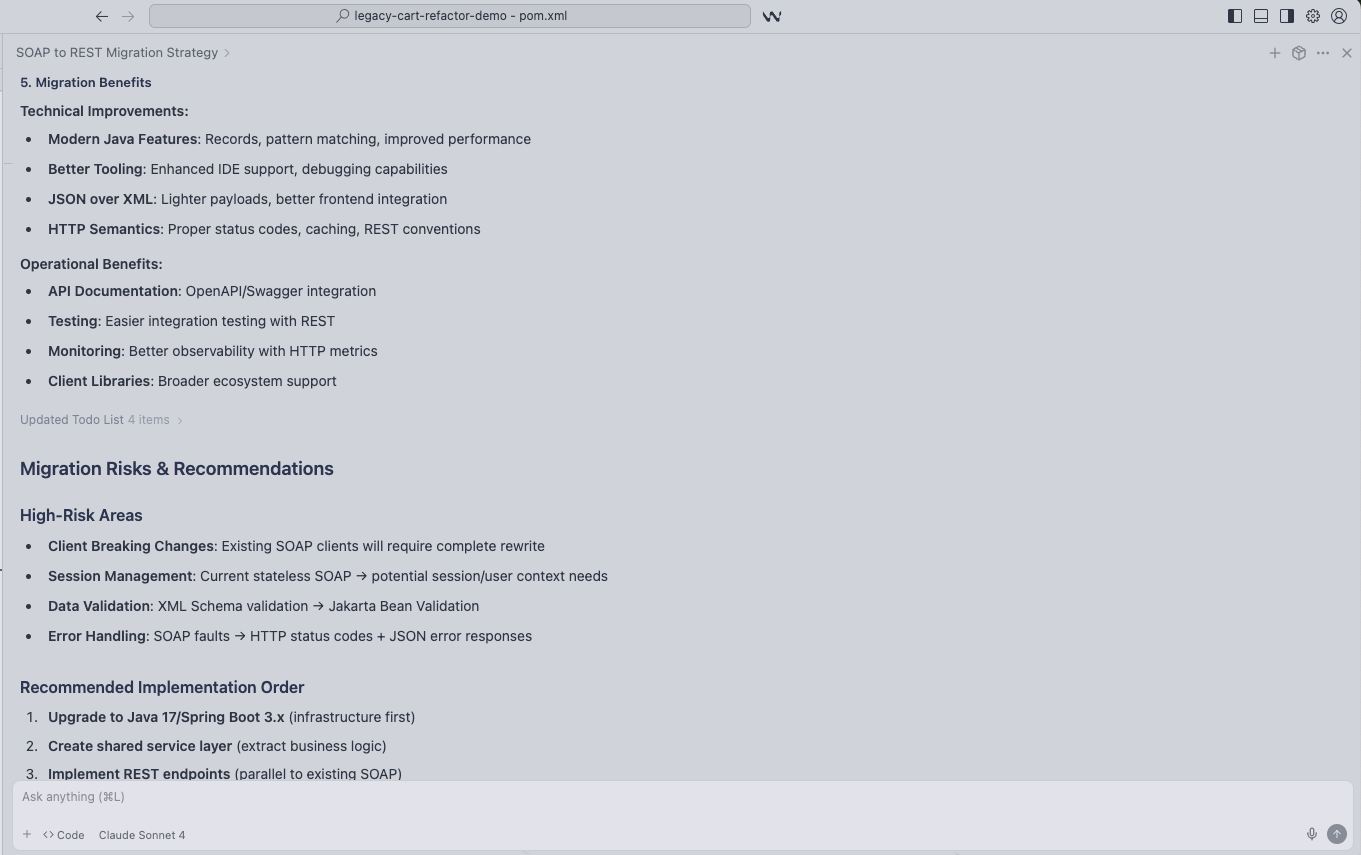 legacy-cart-refactor-demo - pom.xml
SOAP to REST Migration Strategy
5. Migration Benefits
Technical Improvements:
• Modern Java Features: Records, pattern matching, improved performance
• Better Tooling: Enhanced IDE support, debugging capabilities
• JSON over XML: Lighter payloads, better frontend integration
• HTTP Semantics: Proper status codes, caching, REST conventions
Operational Benefits:
• API Documentation: OpenAPI/Swagger integration
• Testing: Easier integration testing with REST
• Monitoring: Better observability with HTTP metrics
• Client Libraries: Broader ecosystem support
Updated Todo List 4 items
Migration Risks & Recommendations
High-Risk Areas
• Client Breaking Changes: Existing SOAP clients will require complete rewrite
• Session Management: Current stateless SOAP → potential session/user context needs
• Data Validation: XML Schema validation → Jakarta Bean Validation
• Error Handling: SOAP faults → HTTP status codes + JSON error responses
Recommended Implementation Order
1. Upgrade to Java 17/Spring Boot 3.x (infrastructure first)
2. Create shared service layer (extract business logic)
3. Implement REST endpoints (parallel to existing SOAP)
Ask anything (⌘L)
Code Claude Sonnet 4